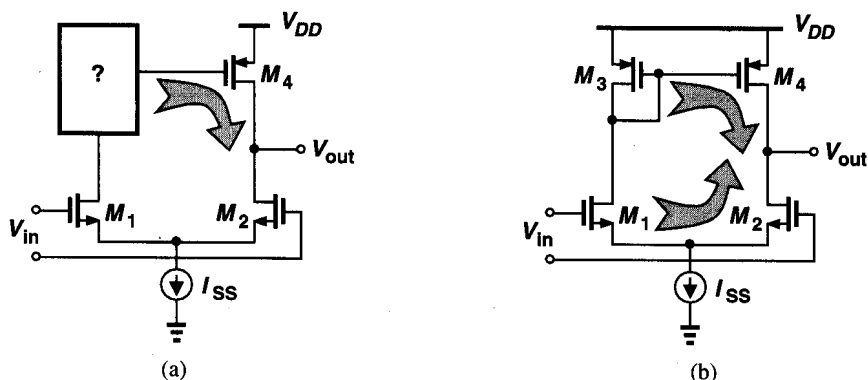 V_DD
?
M_4
V_out
V_in
M_1
M_2
I_SS
(a)
V_DD
M_3
M_4
V_out
V_in
M_1
M_2
I_SS
(b)